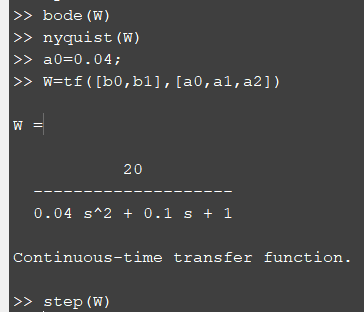 >> bode(W)
>> nyquist(W)
>> a0=0.04;
>> W=tf([b0,b1],[a0,a1,a2])
W =
20
---------------------
0.04 s^2 + 0.1 s + 1
Continuous-time transfer function.
>> step(W)